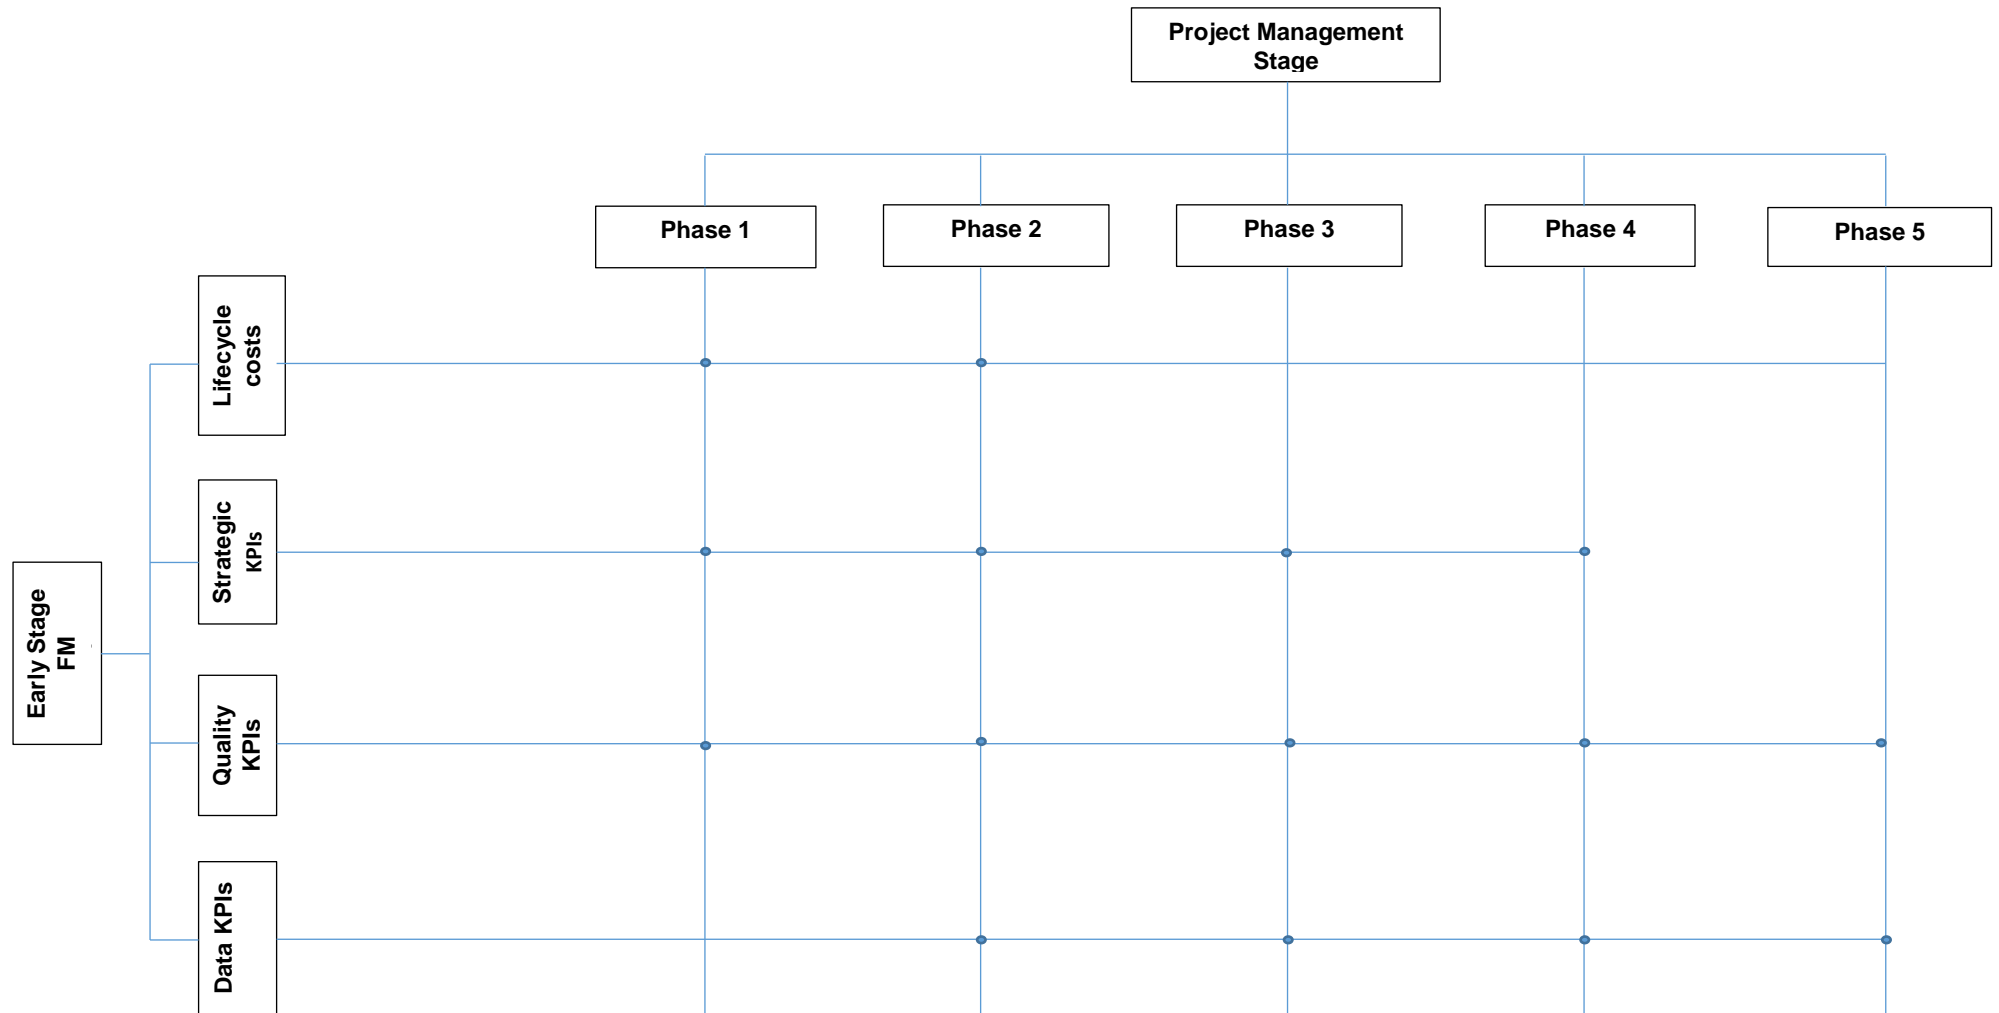 Project Management
Stage
Phase 1
Phase 2
Phase 3
Phase 4
Phase 5
Lifecycle
costs
Strategic
KPIs
Early Stage
FM
Quality
KPIs
Data KPIs